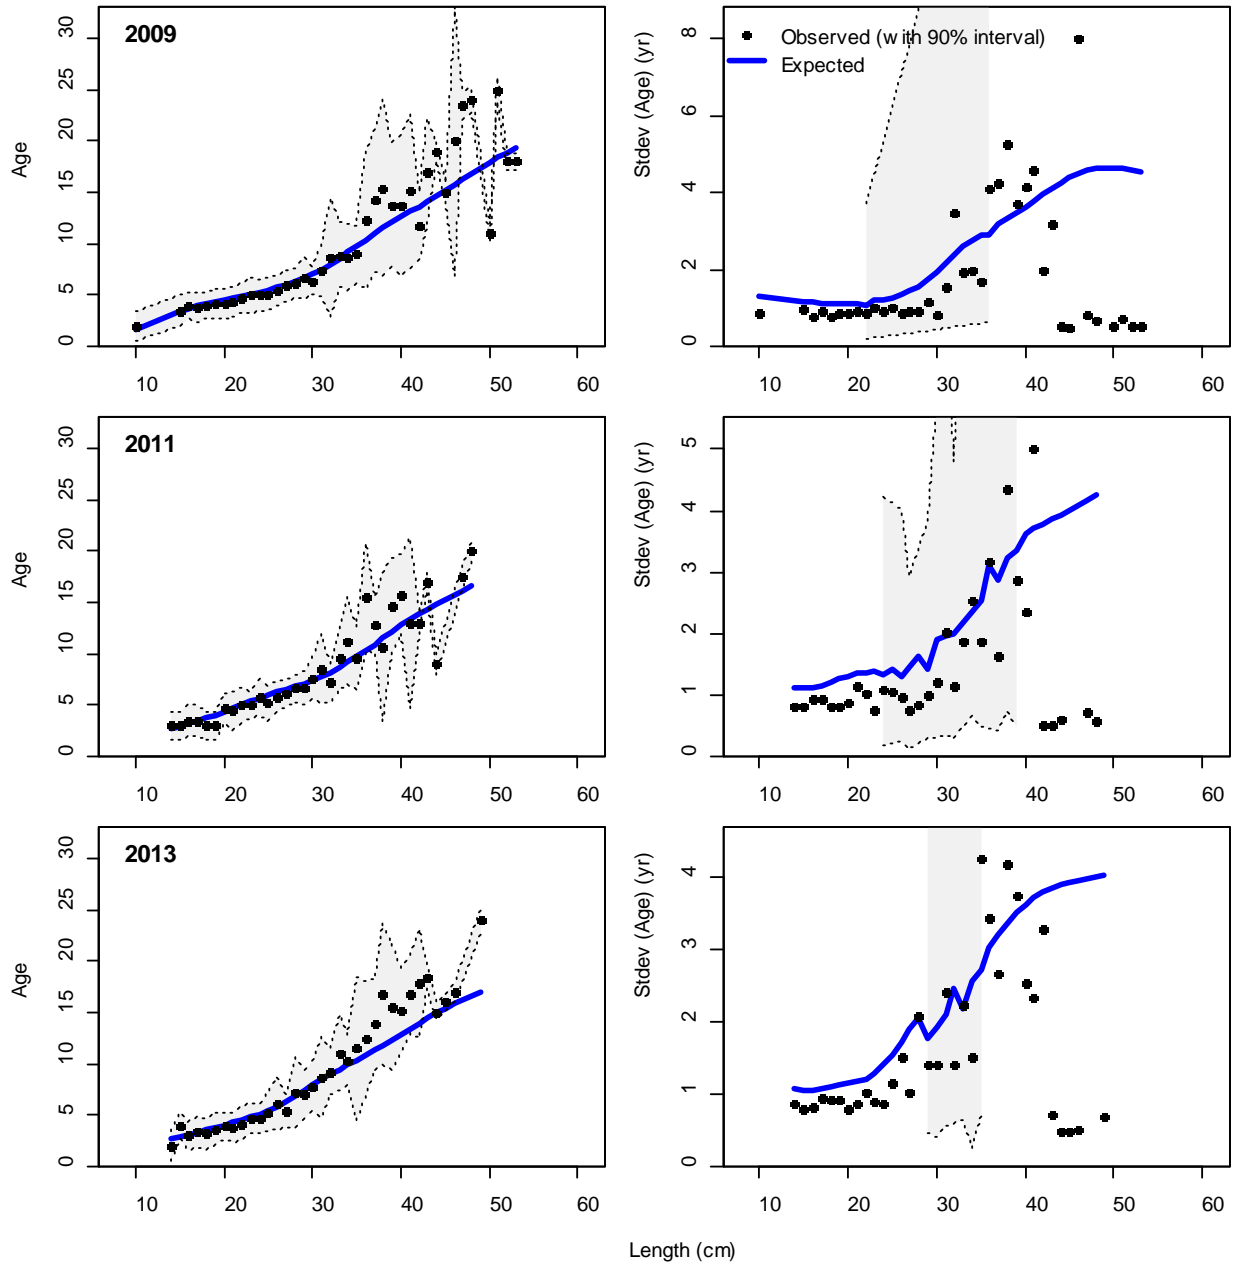 2009
Age
0 5 10 15 20 25 30
10 20 30 40 50 60
Observed (with 90% interval)
Expected
Stdev (Age) (yr)
0 2 4 6 8
10 20 30 40 50 60
2011
Age
0 5 10 15 20 25 30
10 20 30 40 50 60
Stdev (Age) (yr)
0 1 2 3 4 5
10 20 30 40 50 60
2013
Age
0 5 10 15 20 25 30
10 20 30 40 50 60
Stdev (Age) (yr)
0 1 2 3 4
10 20 30 40 50 60
Length (cm)